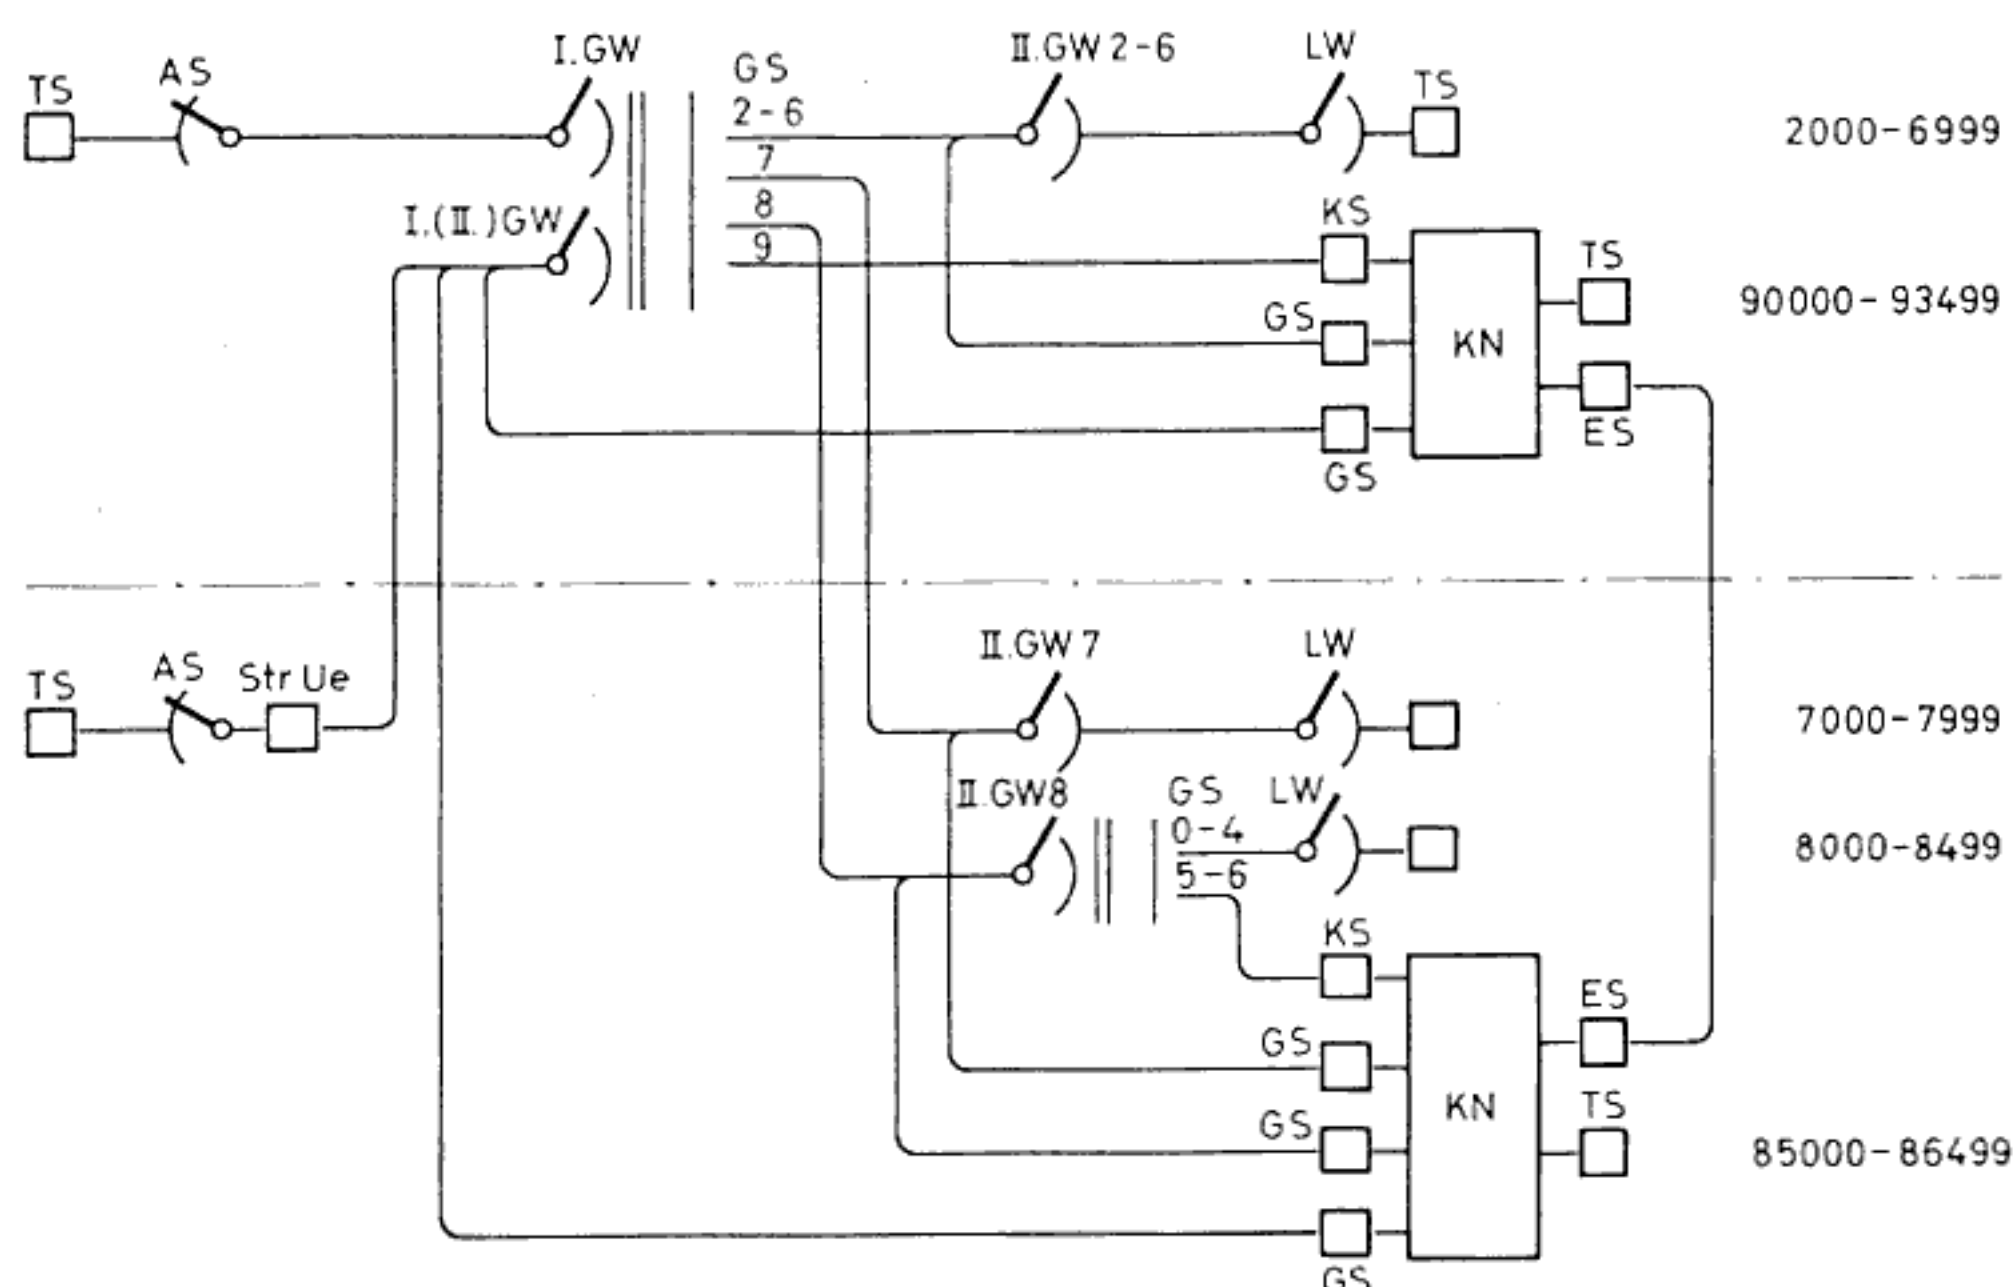 TS
AS
I.GW
GS
2-6
7
8
9
II.GW 2-6
LW
TS
2000-6999
I.(II.)GW
KS
TS
90000-93499
GS
KN
ES
GS
TS
AS
Str Ue
II.GW 7
LW
7000-7999
II.GW8
GS
0-4
5-6
LW
8000-8499
KS
ES
GS
KN
TS
GS
85000-86499
GS